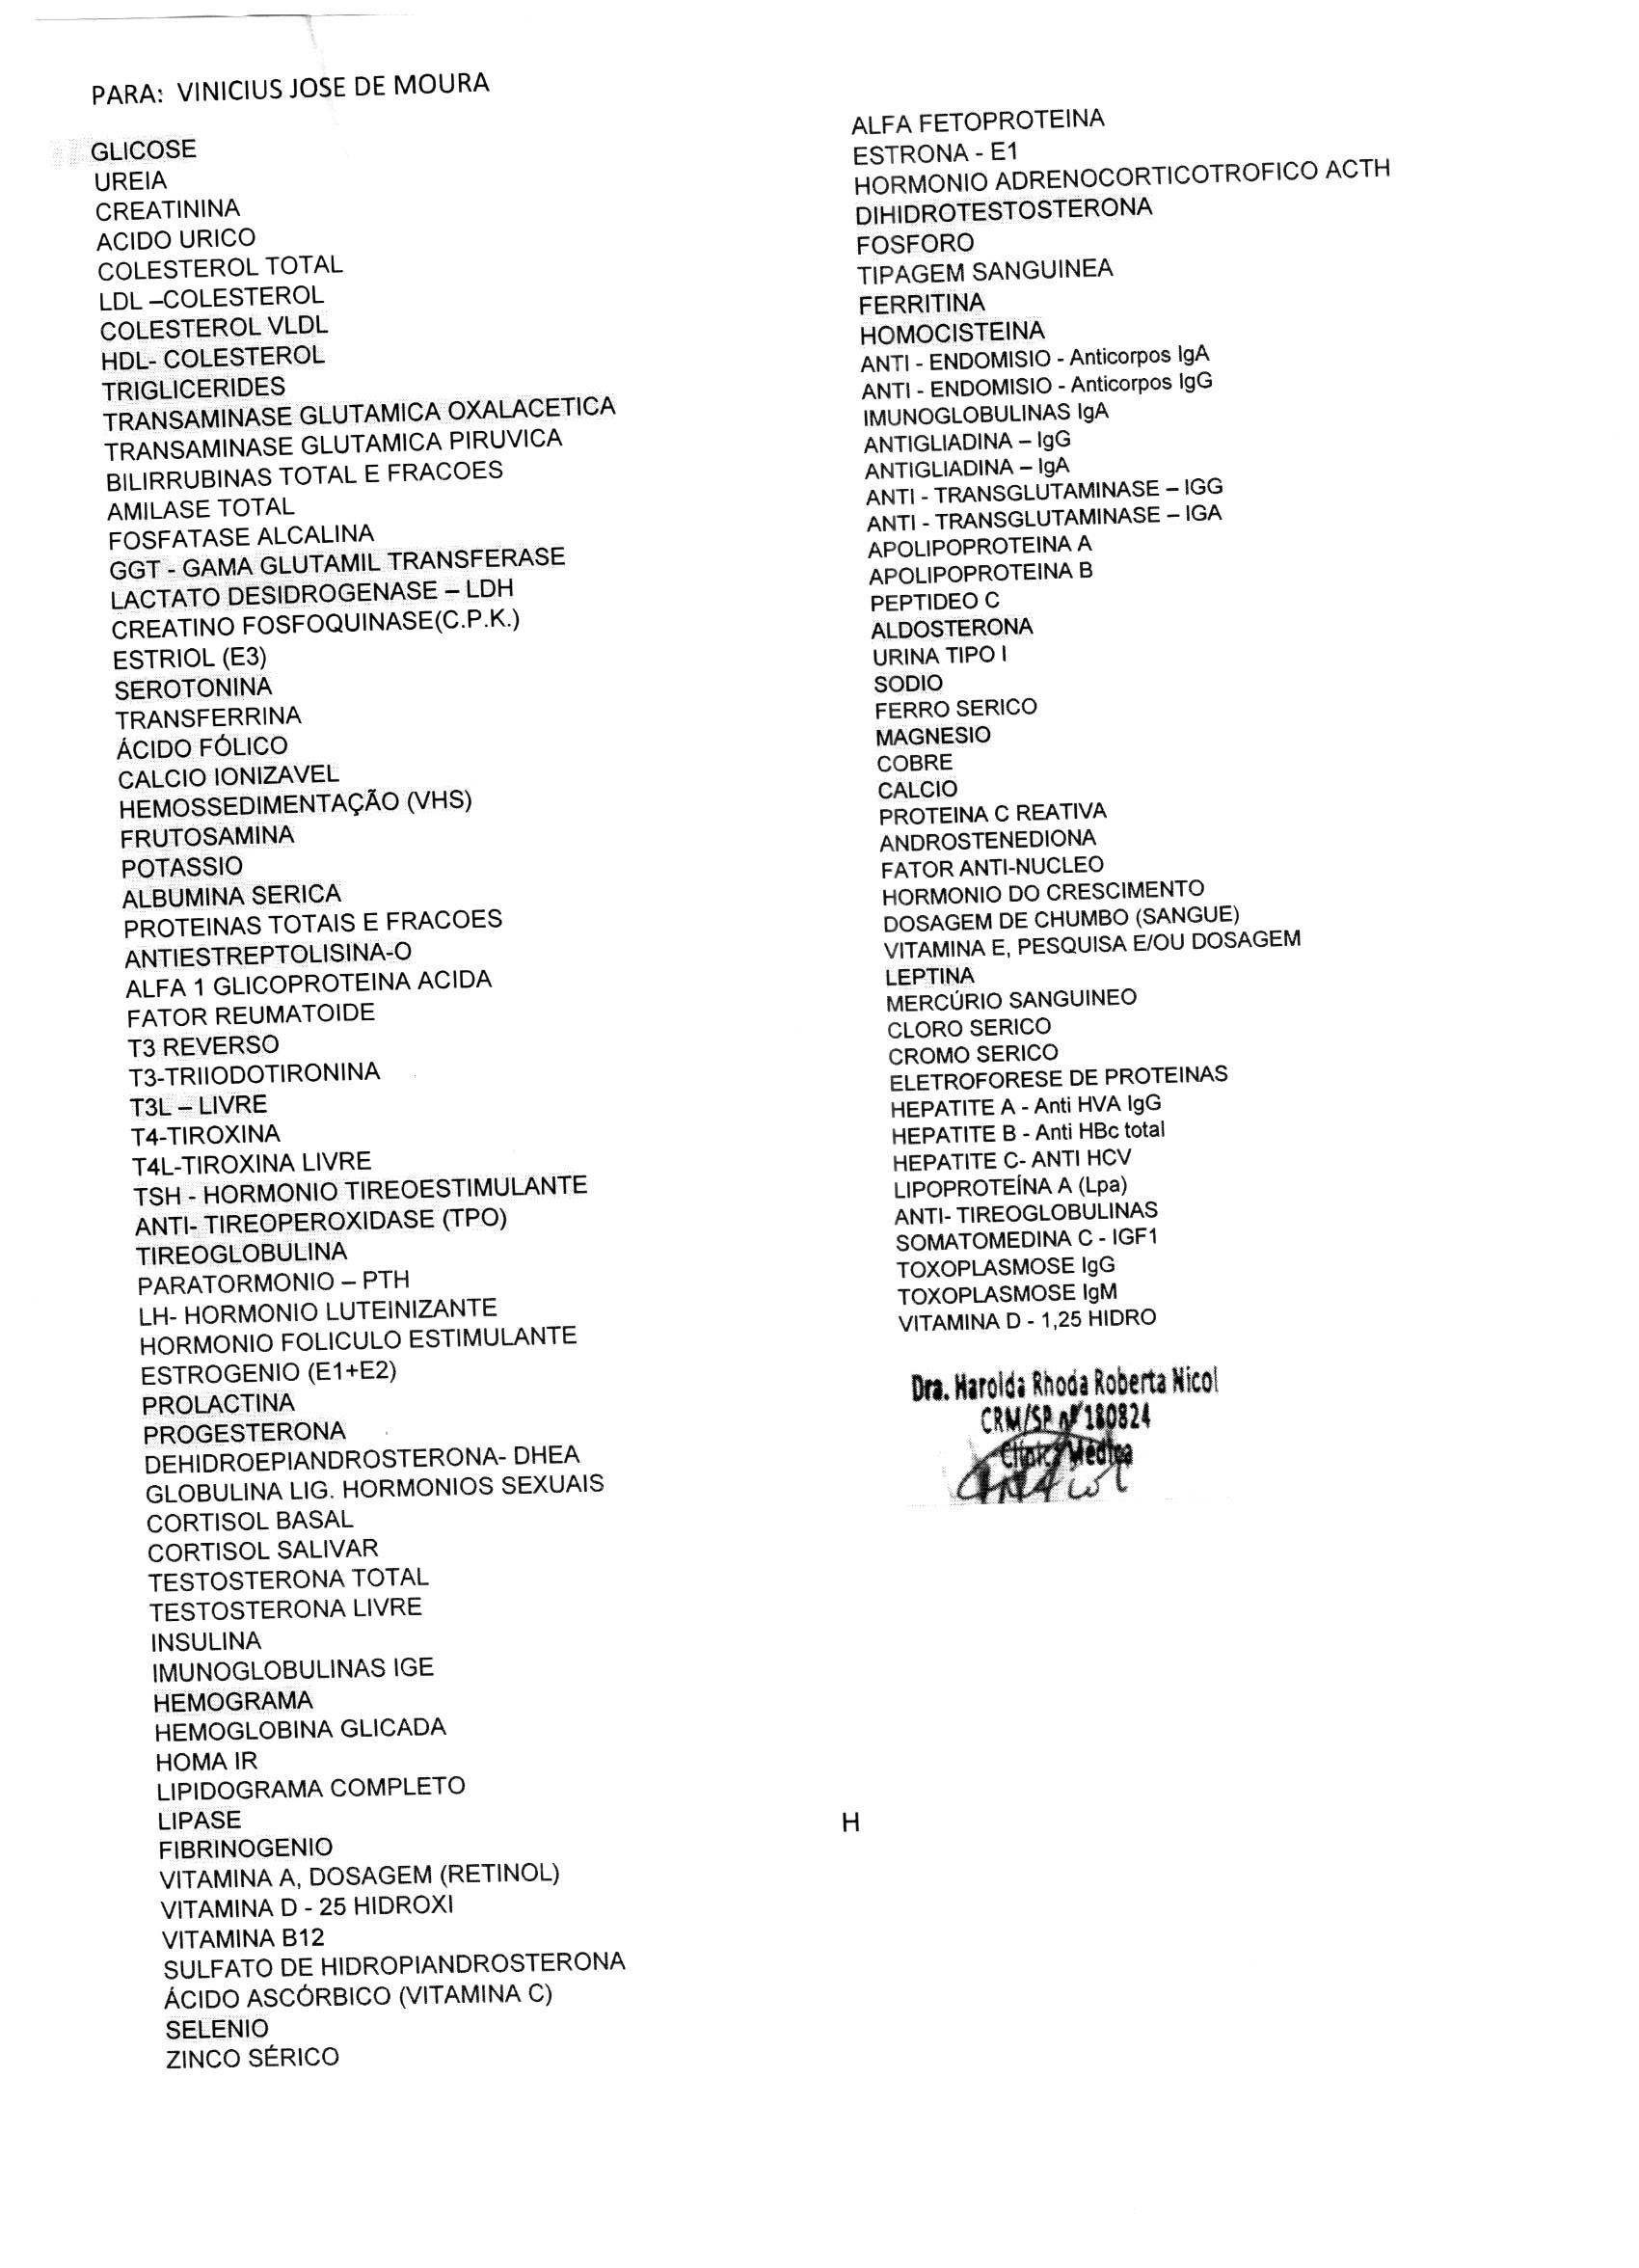 PARA: VINICIUS JOSE DE MOURA
GLICOSE
UREIA
CREATININA
ACIDO URICO
COLESTEROL TOTAL
LDL –COLESTEROL
COLESTEROL VLDL
HDL- COLESTEROL
TRIGLICERIDES
TRANSAMINASE GLUTAMICA OXALACETICA
TRANSAMINASE GLUTAMICA PIRUVICA
BILIRRUBINAS TOTAL E FRACOES
AMILASE TOTAL
FOSFATASE ALCALINA
GGT - GAMA GLUTAMIL TRANSFERASE
LACTATO DESIDROGENASE – LDH
CREATINO FOSFOQUINASE(C.P.K.)
ESTRIOL (E3)
SEROTONINA
TRANSFERRINA
ÁCIDO FÓLICO
CALCIO IONIZAVEL
HEMOSSEDIMENTAÇÃO (VHS)
FRUTOSAMINA
POTASSIO
ALBUMINA SERICA
PROTEINAS TOTAIS E FRACOES
ANTIESTREPTOLISINA-O
ALFA 1 GLICOPROTEINA ACIDA
FATOR REUMATOIDE
T3 REVERSO
T3-TRIIODOTIRONINA
T3L – LIVRE
T4-TIROXINA
T4L-TIROXINA LIVRE
TSH - HORMONIO TIREOESTIMULANTE
ANTI- TIREOPEROXIDASE (TPO)
TIREOGLOBULINA
PARATORMONIO – PTH
LH- HORMONIO LUTEINIZANTE
HORMONIO FOLICULO ESTIMULANTE
ESTROGENIO (E1+E2)
PROLACTINA
PROGESTERONA
DEHIDROEPIANDROSTERONA- DHEA
GLOBULINA LIG. HORMONIOS SEXUAIS
CORTISOL BASAL
CORTISOL SALIVAR
TESTOSTERONA TOTAL
TESTOSTERONA LIVRE
INSULINA
IMUNOGLOBULINAS IGE
HEMOGRAMA
HEMOGLOBINA GLICADA
HOMA IR
LIPIDOGRAMA COMPLETO
LIPASE
FIBRINOGENIO
VITAMINA A, DOSAGEM (RETINOL)
VITAMINA D - 25 HIDROXI
VITAMINA B12
SULFATO DE HIDROPIANDROSTERONA
ÁCIDO ASCÓRBICO (VITAMINA C)
SELENIO
ZINCO SÉRICO
ALFA FETOPROTEINA
ESTRONA - E1
HORMONIO ADRENOCORTICOTROFICO ACTH
DIHIDROTESTOSTERONA
FOSFORO
TIPAGEM SANGUINEA
FERRITINA
HOMOCISTEINA
ANTI - ENDOMISIO - Anticorpos IgA
ANTI - ENDOMISIO - Anticorpos IgG
IMUNOGLOBULINAS IgA
ANTIGLIADINA – IgG
ANTIGLIADINA – IgA
ANTI - TRANSGLUTAMINASE – IGG
ANTI - TRANSGLUTAMINASE – IGA
APOLIPOPROTEINA A
APOLIPOPROTEINA B
PEPTIDEO C
ALDOSTERONA
URINA TIPO I
SODIO
FERRO SERICO
MAGNESIO
COBRE
CALCIO
PROTEINA C REATIVA
ANDROSTENEDIONA
FATOR ANTI-NUCLEO
HORMONIO DO CRESCIMENTO
DOSAGEM DE CHUMBO (SANGUE)
VITAMINA E, PESQUISA E/OU DOSAGEM
LEPTINA
MERCÚRIO SANGUINEO
CLORO SERICO
CROMO SERICO
ELETROFORESE DE PROTEINAS
HEPATITE A - Anti HVA IgG
HEPATITE B - Anti HBc total
HEPATITE C- ANTI HCV
LIPOPROTEÍNA A (Lpa)
ANTI- TIREOGLOBULINAS
SOMATOMEDINA C - IGF1
TOXOPLASMOSE IgG
TOXOPLASMOSE IgM
VITAMINA D - 1,25 HIDRO
Dra. Harolda Rhoda Roberta Nicol
CRM/SP Nº 180824
Clínica Médica
H